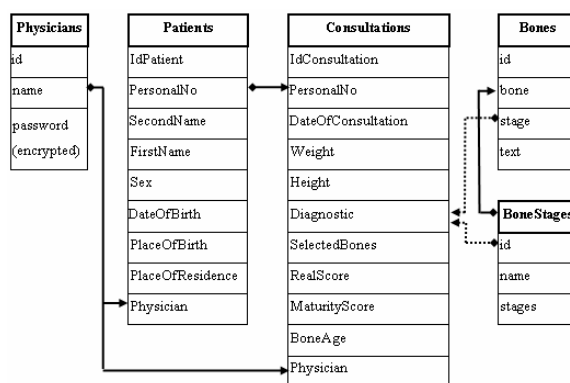 Physicians
id
name
password
(encrypted)
Patients
IdPatient
PersonalNo
SecondName
FirstName
Sex
DateOfBirth
PlaceOfBirth
PlaceOfResidence
Physician
Consultations
IdConsultation
PersonalNo
DateOfConsultation
Weight
Height
Diagnostic
SelectedBones
RealScore
MaturityScore
BoneAge
Physician
Bones
id
bone
stage
text
BoneStages
id
name
stages